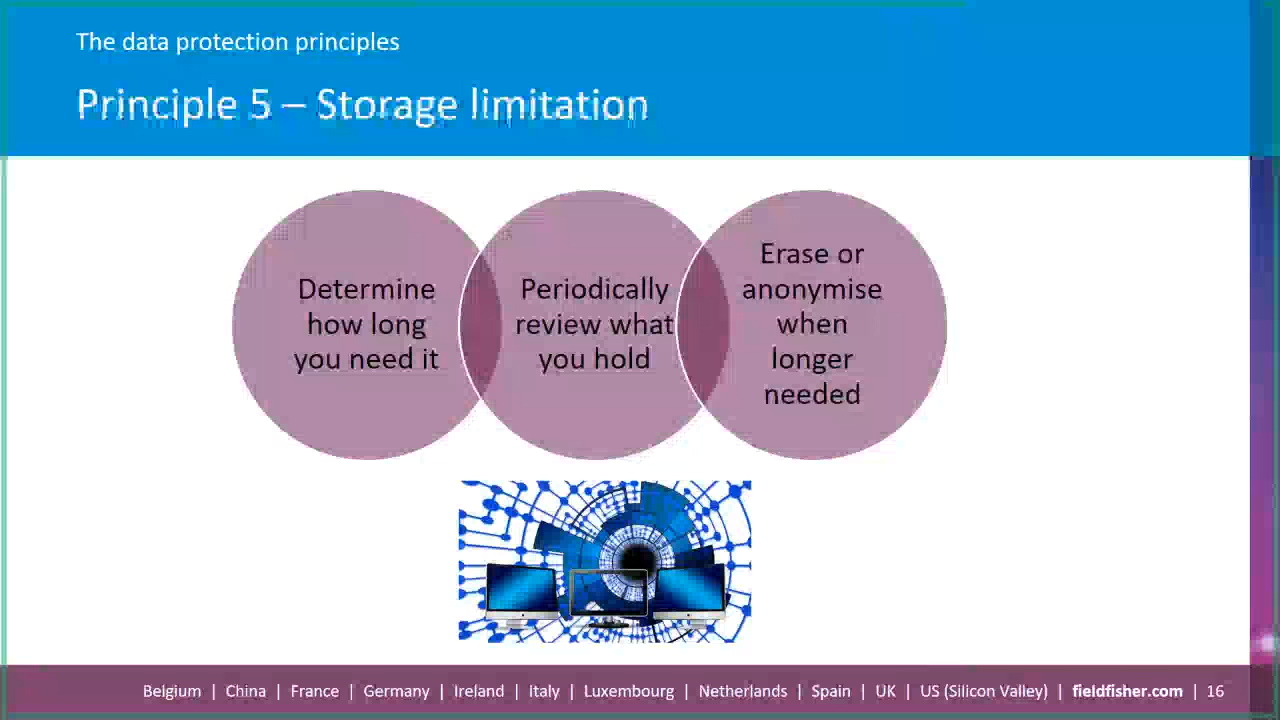 The data protection principles
Principle 5 – Storage limitation
Determine
how long
you need it
Periodically
review what
you hold
Erase or
anonymise
when
longer
needed
Belgium | China | France | Germany | Ireland | Italy | Luxembourg | Netherlands | Spain | UK | US (Silicon Valley) | fieldfisher.com | 16